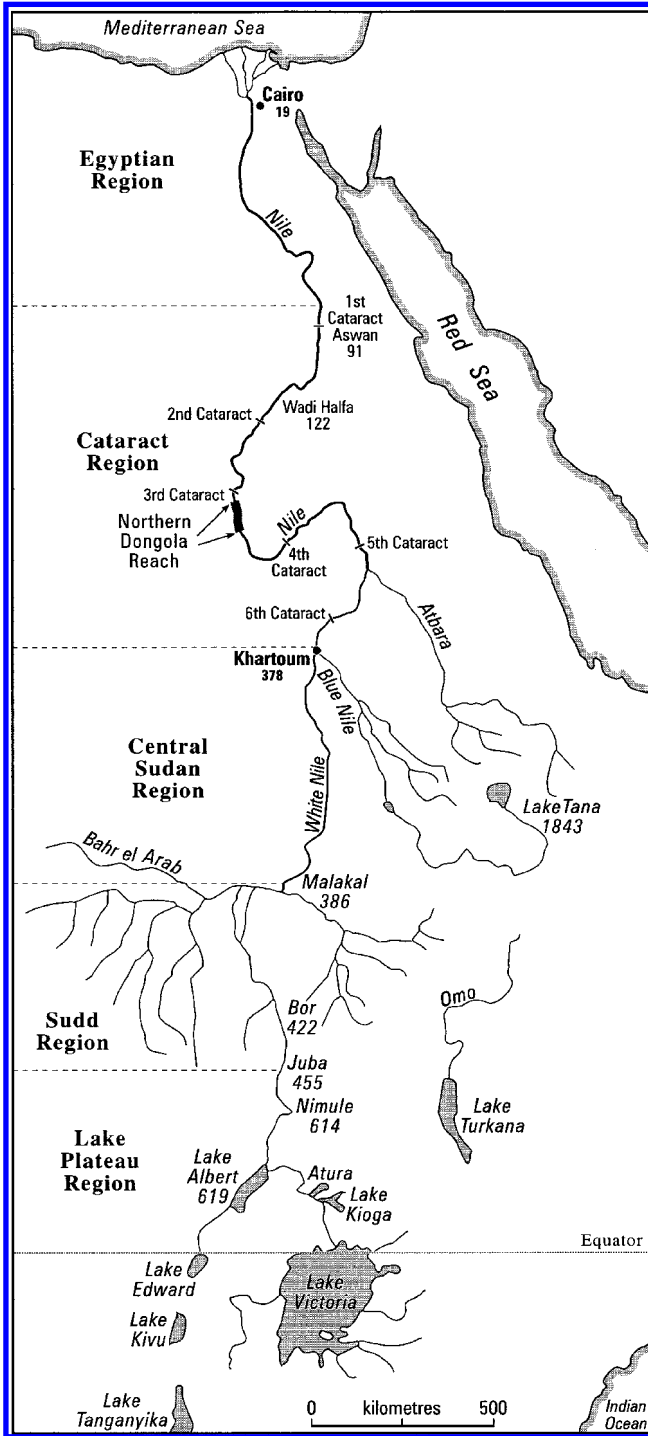 Mediterranean Sea
Cairo
19
Egyptian
Region
Nile
1st
Cataract
Aswan
91
Red Sea
2nd Cataract
Wadi Halfa
122
Cataract
Region
3rd Cataract
Northern
Dongola
Reach
Nile
4th
Cataract
5th Cataract
6th Cataract
Atbara
Khartoum
378
Blue Nile
Central
Sudan
Region
White Nile
Lake Tana
1843
Bahr el Arab
Malakal
386
Sudd
Region
Bor
422
Omo
Juba
455
Nimule
614
Lake
Turkana
Lake
Plateau
Region
Lake
Albert
619
Atura
Lake
Kioga
Equator
Lake
Edward
Lake
Victoria
Lake
Kivu
Lake
Tanganyika
0 kilometres 500
Indian
Ocean